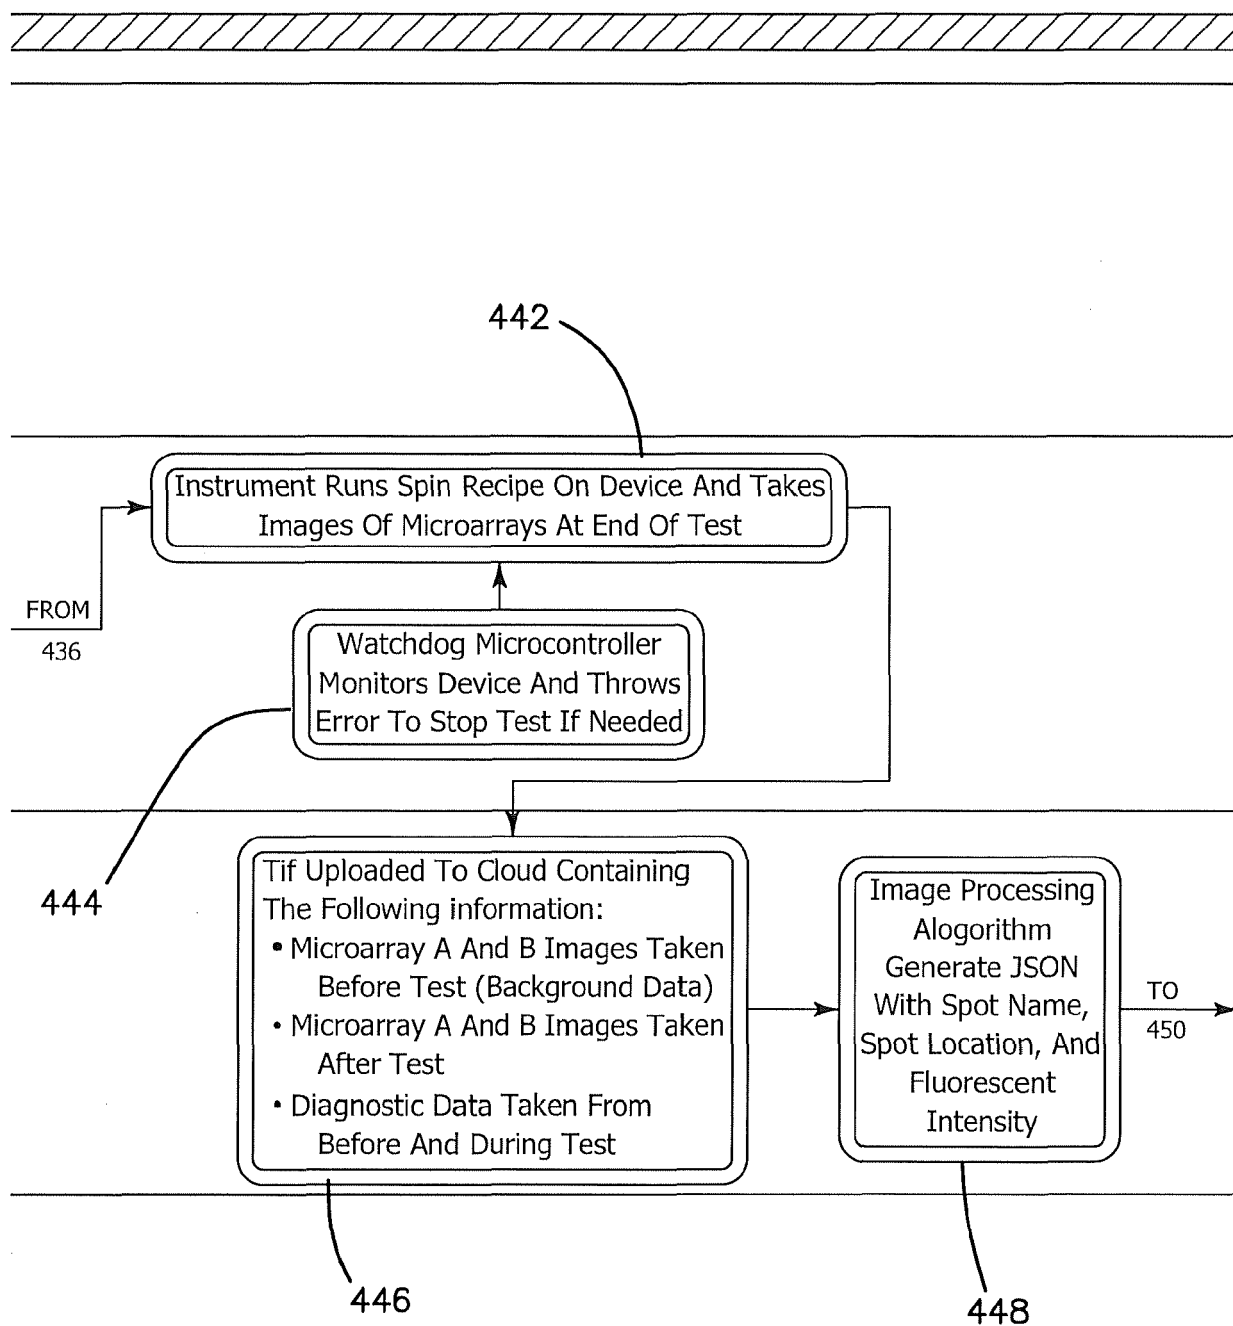 442
Instrument Runs Spin Recipe On Device And Takes
Images Of Microarrays At End Of Test
FROM
436
Watchdog Microcontroller
Monitors Device And Throws
Error To Stop Test If Needed
444
Tif Uploaded To Cloud Containing
The Following information:
• Microarray A And B Images Taken
Before Test (Background Data)
• Microarray A And B Images Taken
After Test
• Diagnostic Data Taken From
Before And During Test
446
Image Processing
Alogorithm
Generate JSON
With Spot Name,
Spot Location, And
Fluorescent
Intensity
TO
450
448